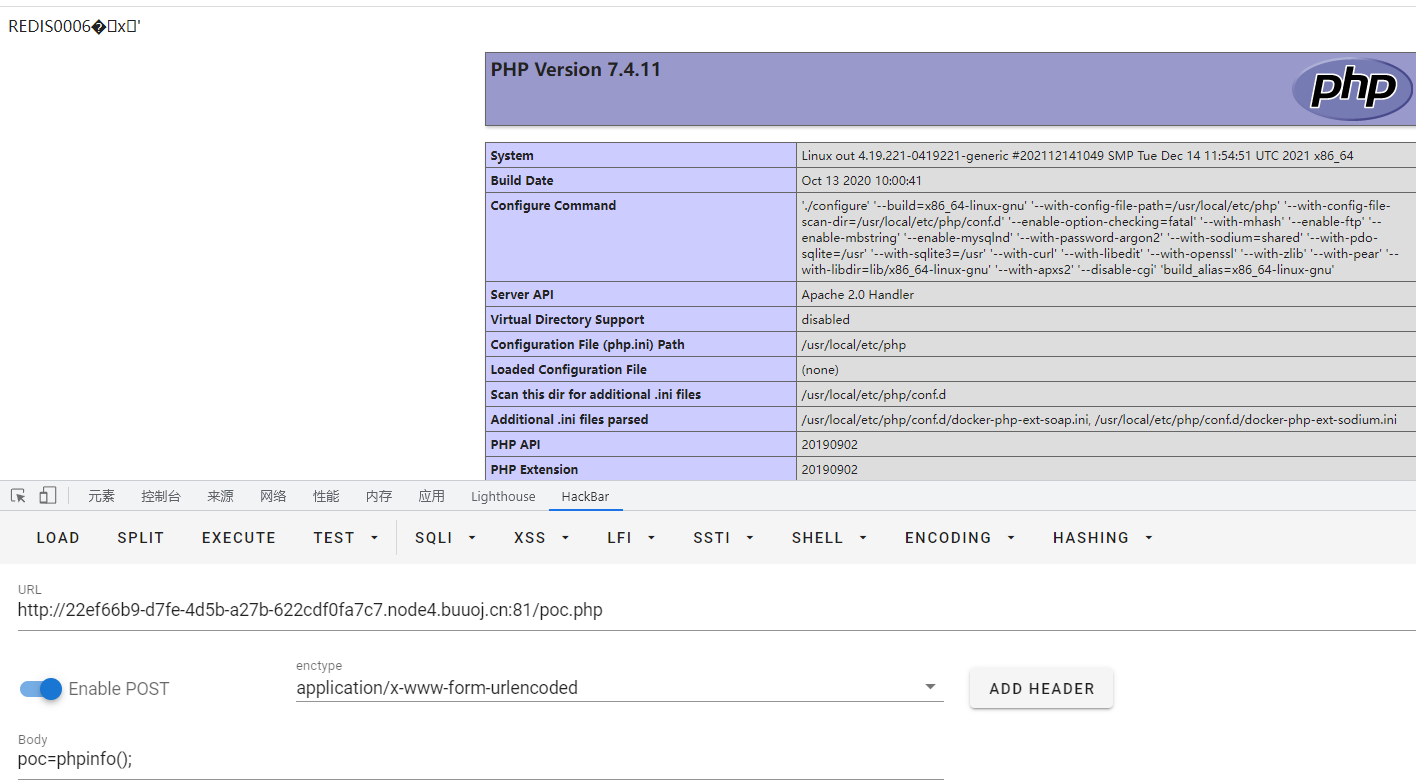 REDIS0006�x'
PHP Version 7.4.11
php
System Linux out 4.19.221-0419221-generic #202112141049 SMP Tue Dec 14 11:54:51 UTC 2021 x86_64
Build Date Oct 13 2020 10:00:41
Configure Command './configure' '--build=x86_64-linux-gnu' '--with-config-file-path=/usr/local/etc/php' '--with-config-file-
scan-dir=/usr/local/etc/php/conf.d' '--enable-option-checking=fatal' '--with-mhash' '--enable-ftp' '--
enable-mbstring' '--enable-mysqlnd' '--with-password-argon2' '--with-sodium=shared' '--with-pdo-
sqlite=/usr' '--with-sqlite3=/usr' '--with-curl' '--with-libedit' '--with-openssl' '--with-zlib' '--with-pear' '--
with-libdir=lib/x86_64-linux-gnu' '--with-apxs2' '--disable-cgi' 'build_alias=x86_64-linux-gnu'
Server API Apache 2.0 Handler
Virtual Directory Support disabled
Configuration File (php.ini) Path /usr/local/etc/php
Loaded Configuration File (none)
Scan this dir for additional .ini files /usr/local/etc/php/conf.d
Additional .ini files parsed /usr/local/etc/php/conf.d/docker-php-ext-soap.ini, /usr/local/etc/php/conf.d/docker-php-ext-sodium.ini
PHP API 20190902
PHP Extension 20190902
元素 控制台 来源 网络 性能 内存 应用 Lighthouse HackBar
LOAD SPLIT EXECUTE TEST SQLI XSS LFI SSTI SHELL ENCODING HASHING
URL
http://22ef66b9-d7fe-4d5b-a27b-622cdf0fa7c7.node4.buuoj.cn:81/poc.php
enctype
Enable POST application/x-www-form-urlencoded ADD HEADER
Body
poc=phpinfo();